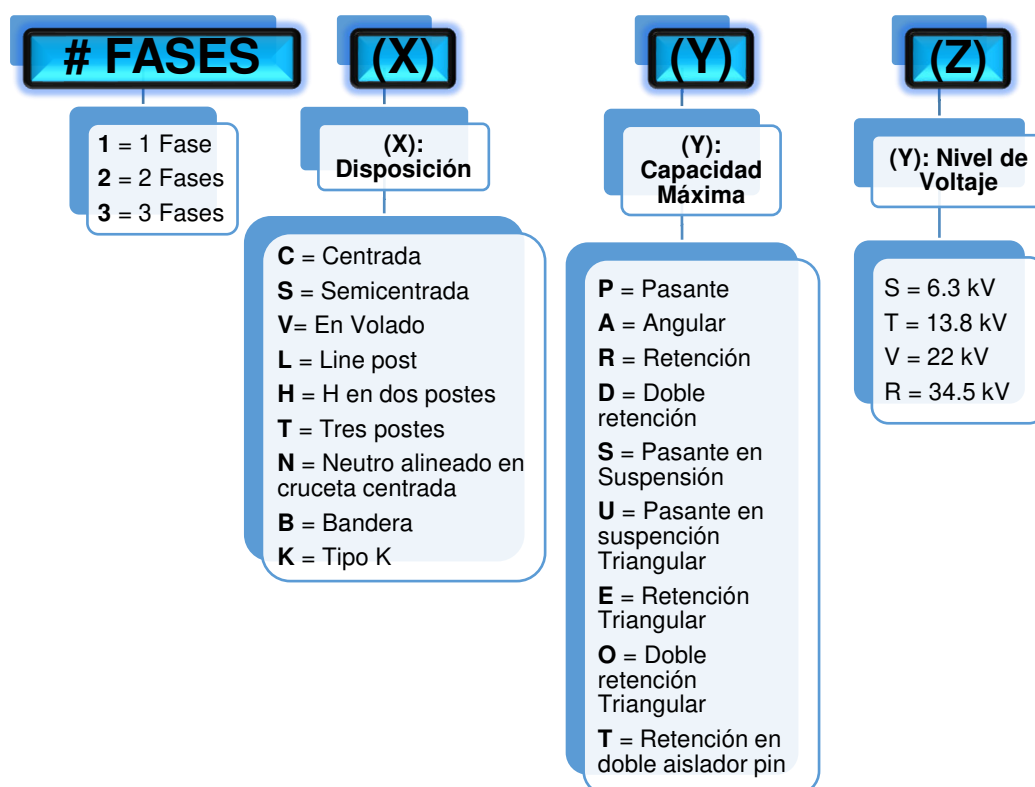 # FASES
1 = 1 Fase
2 = 2 Fases
3 = 3 Fases
(X)
(X):
Disposición
C = Centrada
S = Semicentrada
V= En Volado
L = Line post
H = H en dos postes
T = Tres postes
N = Neutro alineado en
cruceta centrada
B = Bandera
K = Tipo K
(Y)
(Y):
Capacidad
Máxima
P = Pasante
A = Angular
R = Retención
D = Doble
retención
S = Pasante en
Suspensión
U = Pasante en
suspención
Triangular
E = Retención
Triangular
O = Doble
retención
Triangular
T = Retención en
doble aislador pin
(Z)
(Y): Nivel de
Voltaje
S = 6.3 kV
T = 13.8 kV
V = 22 kV
R = 34.5 kV